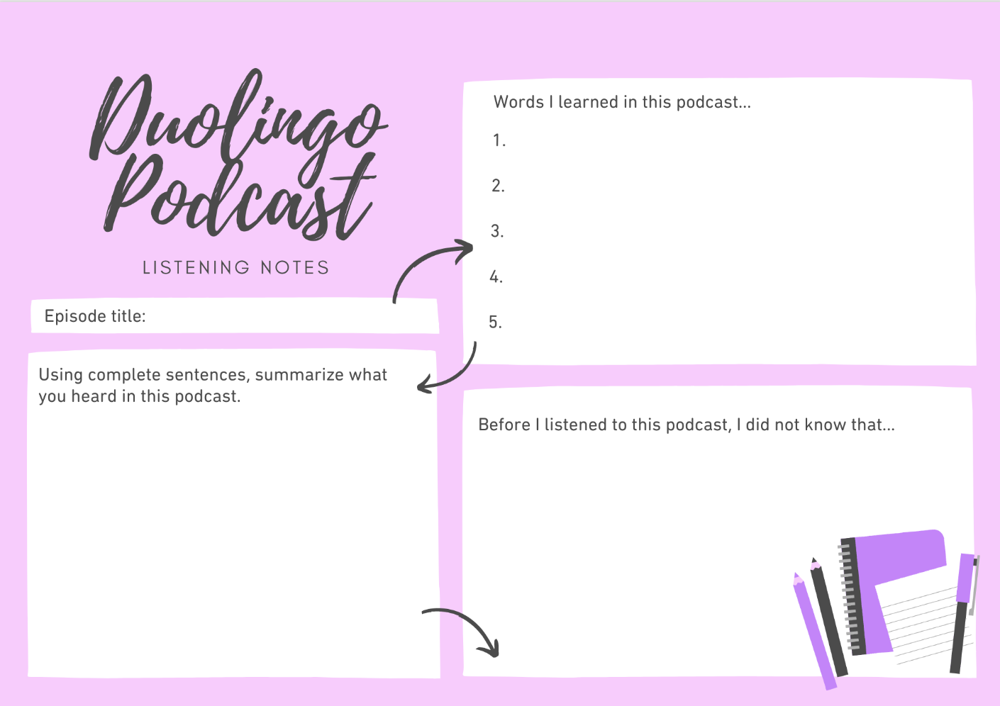 Duolingo
Podcast
LISTENING NOTES
Episode title:
Words I learned in this podcast...
1.
2.
3.
4.
5.
Using complete sentences, summarize what
you heard in this podcast.
Before I listened to this podcast, I did not know that...